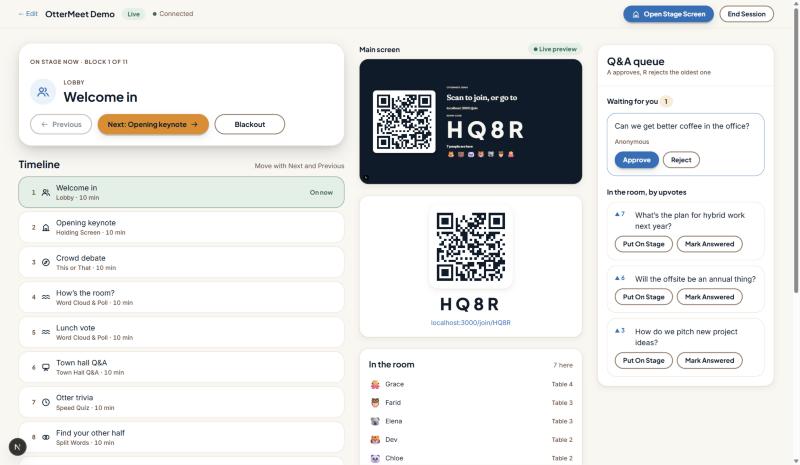 ← Edit OtterMeet Demo Live Connected
Open Stage Screen End Session
ON STAGE NOW · BLOCK 1 OF 11
LOBBY
Welcome in
← Previous Next: Opening keynote → Blackout
Timeline Move with Next and Previous
1 Welcome in On now
Lobby · 10 min
2 Opening keynote
Holding Screen · 10 min
3 Crowd debate
This or That · 10 min
4 How's the room?
Word Cloud & Poll · 10 min
5 Lunch vote
Word Cloud & Poll · 10 min
6 Town hall Q&A
Town Hall Q&A · 10 min
7 Otter trivia
Speed Quiz · 10 min
8 Find your other half
Split Words · 10 min
N
Main screen Live preview
Scan to join, or go to
HQ8R
HQ8R
localhost:3000/join/HQ8R
In the room 7 here
Grace Table 4
Farid Table 3
Elena Table 3
Dev Table 2
Chloe Table 2
Q&A queue
A approves, R rejects the oldest one
Waiting for you 1
Can we get better coffee in the office?
Anonymous
Approve Reject
In the room, by upvotes
▲7 What's the plan for hybrid work
next year?
Put On Stage Mark Answered
▲6 Will the offsite be an annual thing?
Put On Stage Mark Answered
▲3 How do we pitch new project
ideas?
Put On Stage Mark Answered